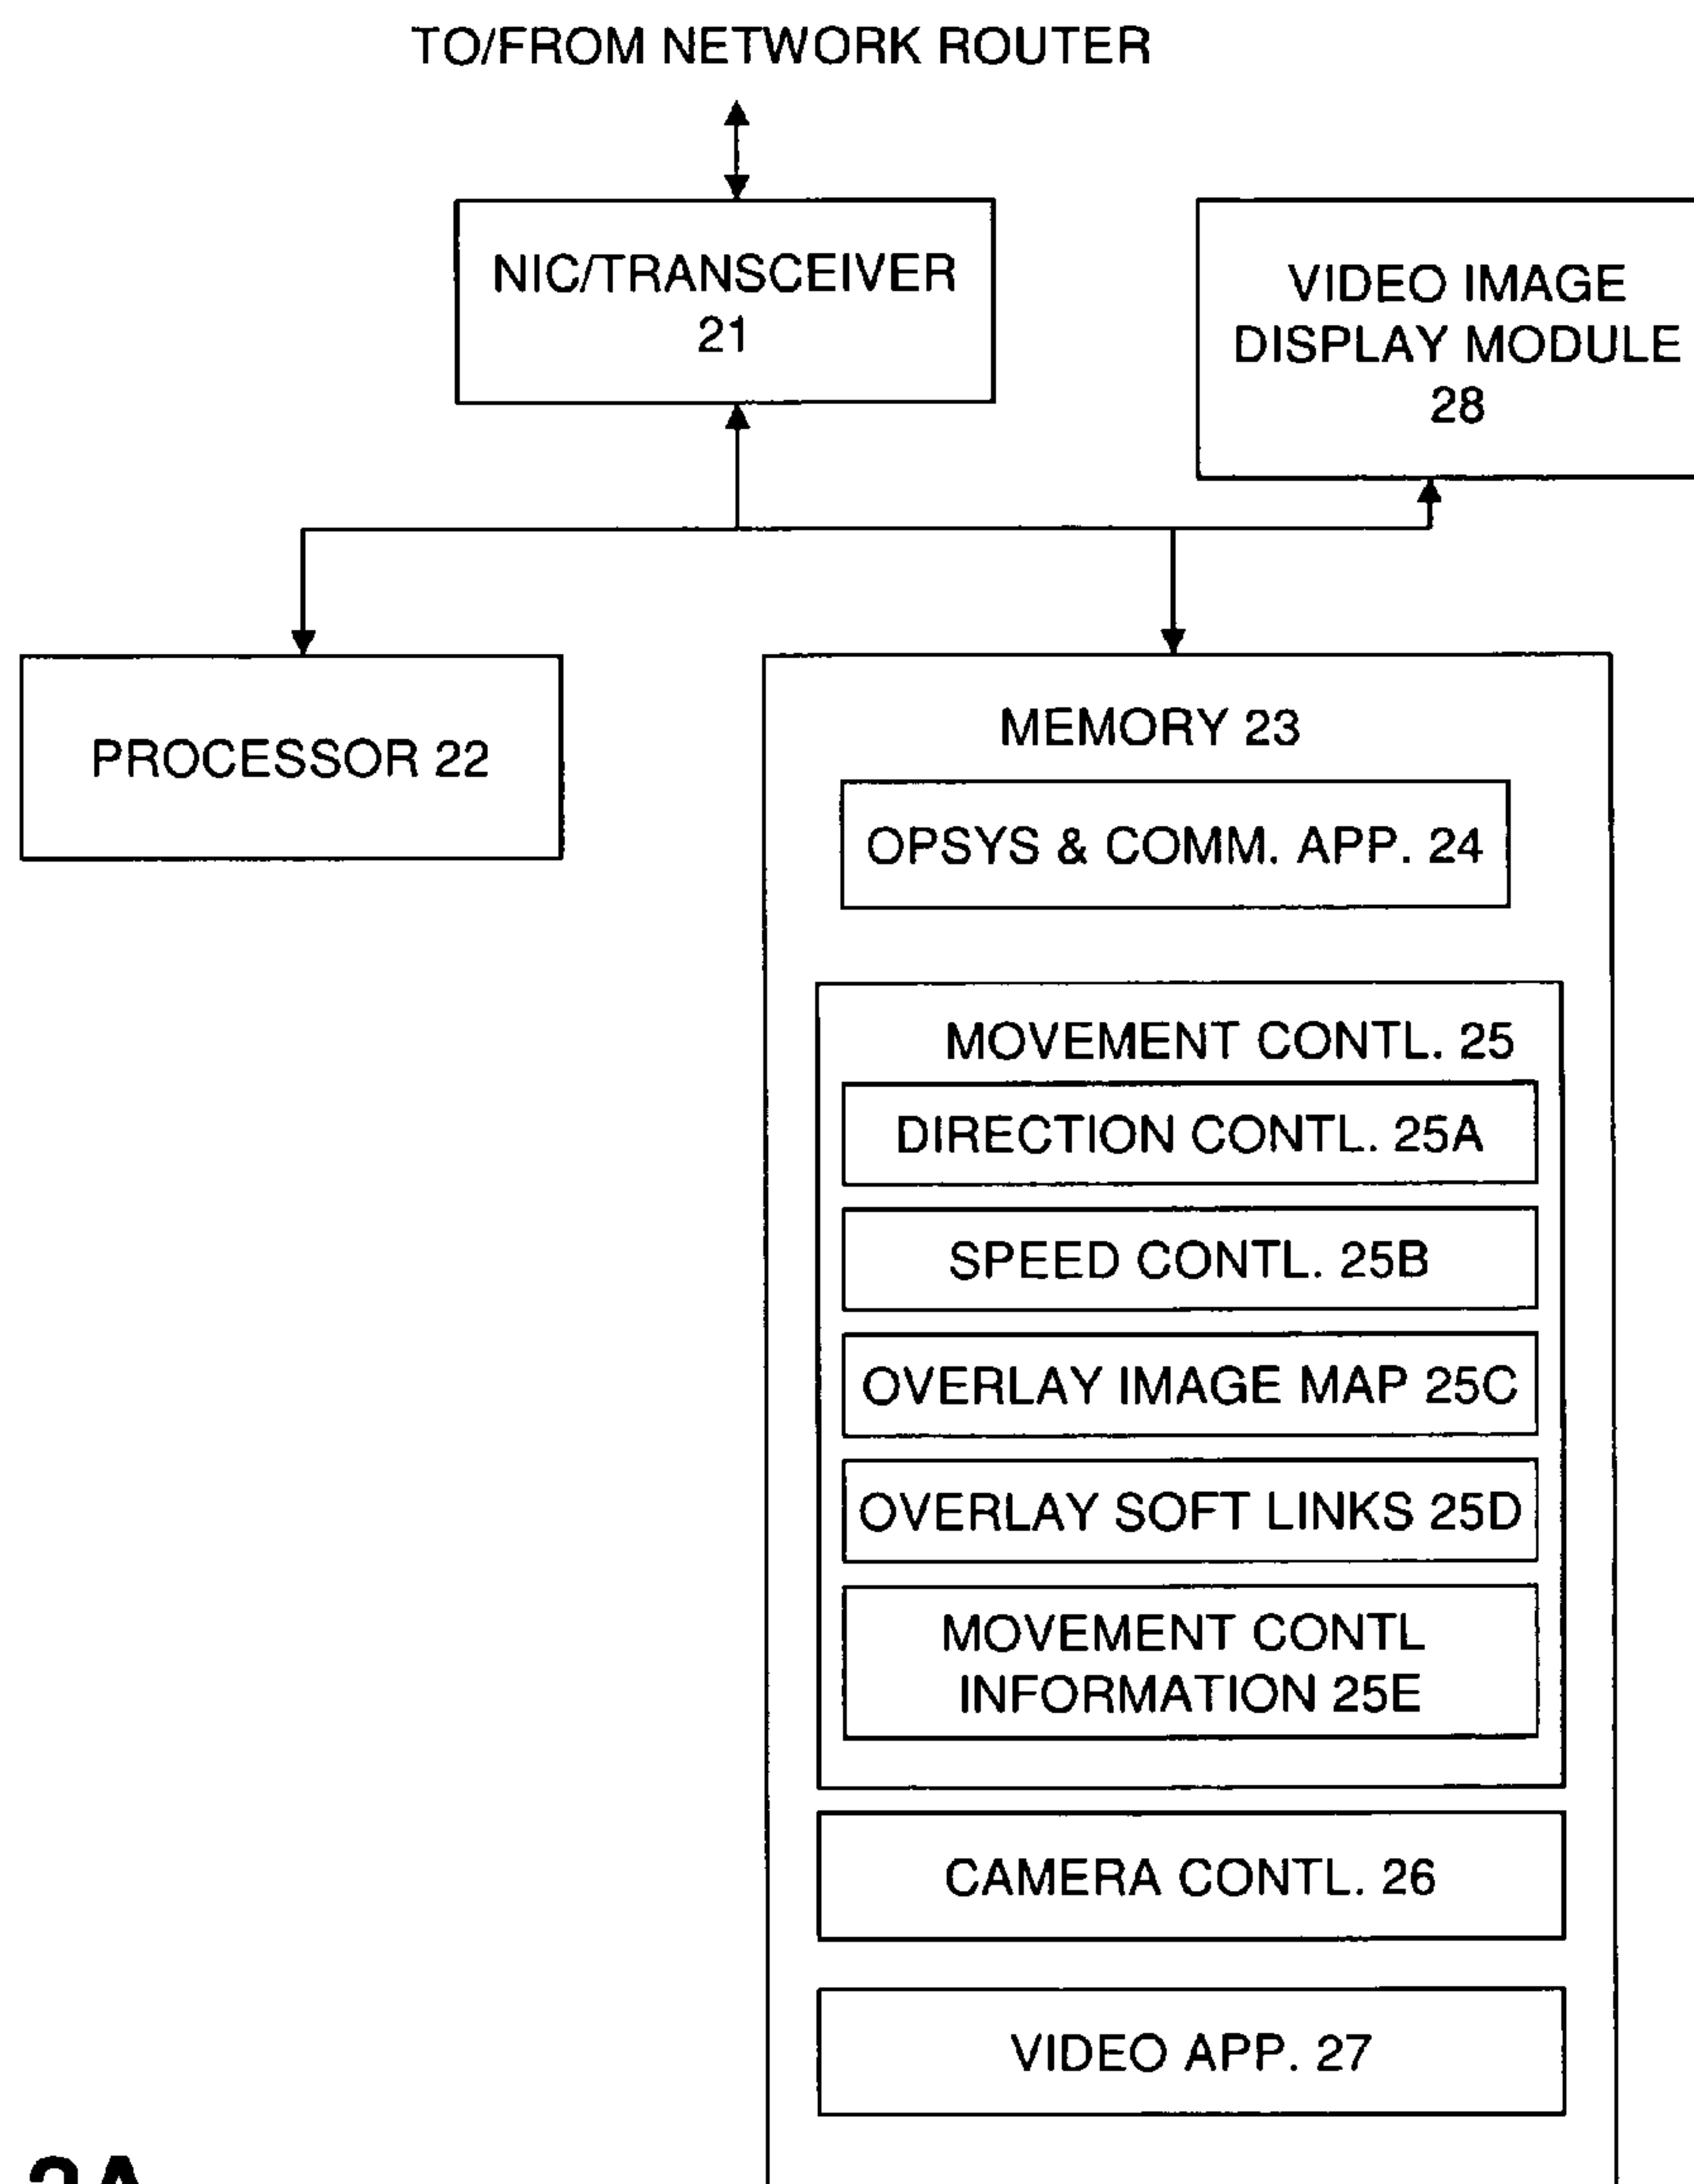 TO/FROM NETWORK ROUTER
NIC/TRANSCEIVER
21
VIDEO IMAGE
DISPLAY MODULE
28
PROCESSOR 22
MEMORY 23
OPSYS & COMM. APP. 24
MOVEMENT CONTL. 25
DIRECTION CONTL. 25A
SPEED CONTL. 25B
OVERLAY IMAGE MAP 25C
OVERLAY SOFT LINKS 25D
MOVEMENT CONTL
INFORMATION 25E
CAMERA CONTL. 26
VIDEO APP. 27